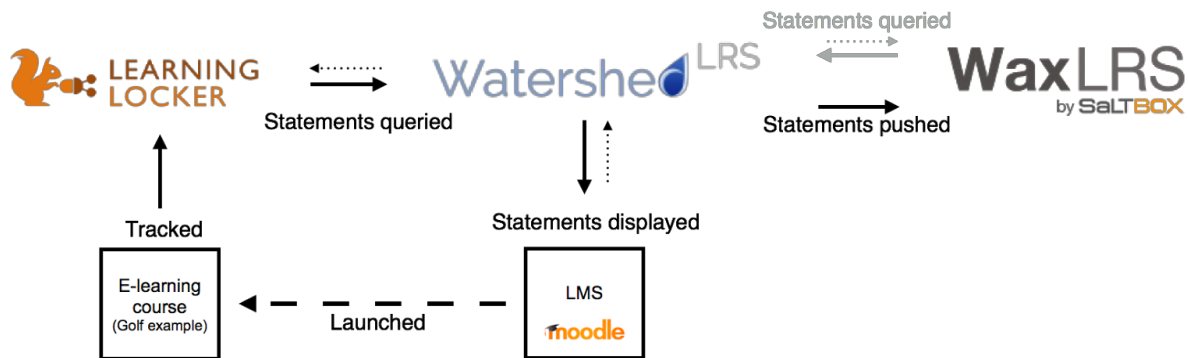 Statements queried
LEARNING
LOCKER
Watershed LRS
WaxLRS
by SaLTBOX
Statements queried
Statements pushed
Tracked
Statements displayed
E-learning
course
(Golf example)
Launched
LMS
moodle